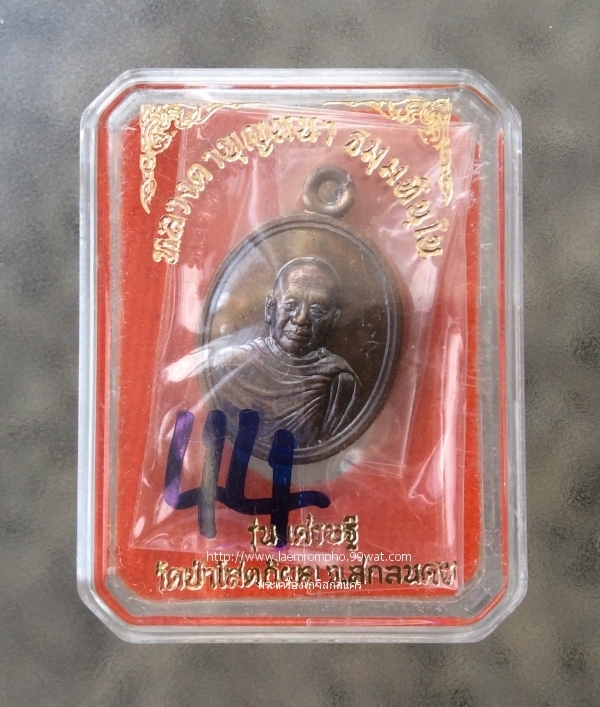 หลวงตาบุญหนา ธมฺมทินฺโน
44
รุ่น เศรษฐี
http://www.laemrompho.99wat.com
วัดป่าโสตถิผล จ.สกลนคร